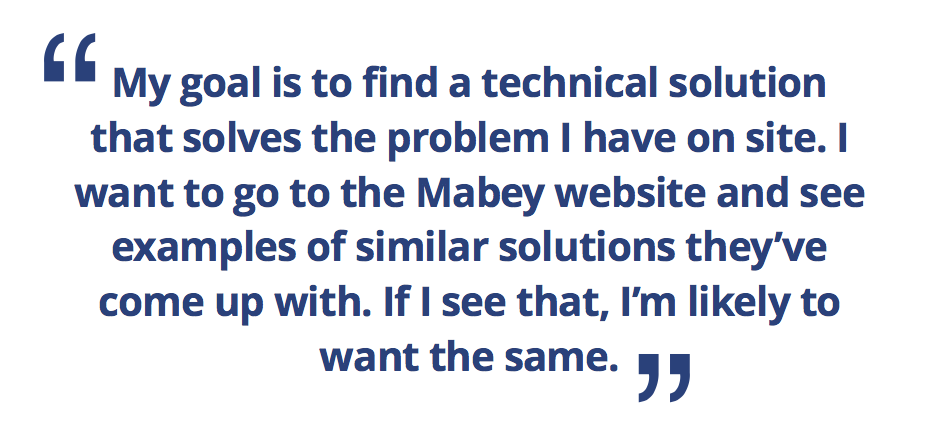 “ My goal is to find a technical solution
that solves the problem I have on site. I
want to go to the Mabey website and see
examples of similar solutions they’ve
come up with. If I see that, I’m likely to
want the same. ”